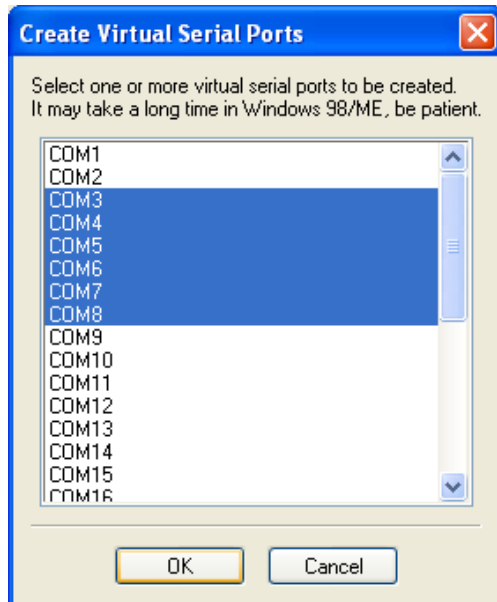 Create Virtual Serial Ports
Select one or more virtual serial ports to be created.
It may take a long time in Windows 98/ME, be patient.
COM1
COM2
COM3
COM4
COM5
COM6
COM7
COM8
COM9
COM10
COM11
COM12
COM13
COM14
COM15
COM16
OK
Cancel